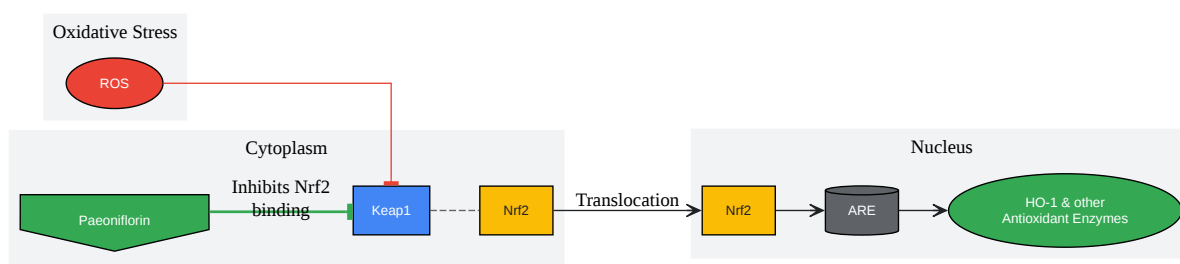 Oxidative Stress
ROS
Cytoplasm
Nucleus
Inhibits Nrf2
binding
Paeoniflorin
Keap1
Nrf2
Translocation
Nrf2
ARE
HO-1 & other
Antioxidant Enzymes